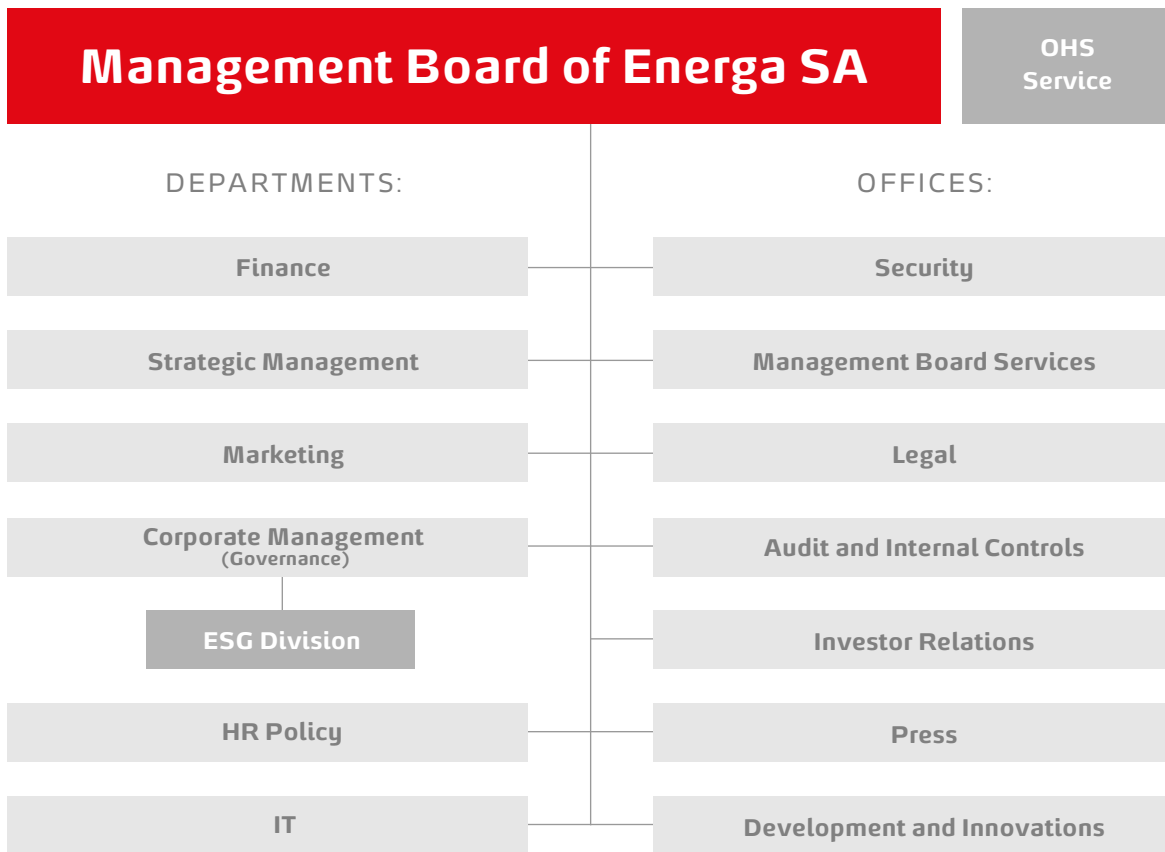 Management Board of Energa SA
OHS
Service
DEPARTMENTS:
OFFICES:
Finance
Security
Strategic Management
Management Board Services
Marketing
Legal
Corporate Management
(Governance)
Audit and Internal Controls
ESG Division
Investor Relations
HR Policy
Press
IT
Development and Innovations